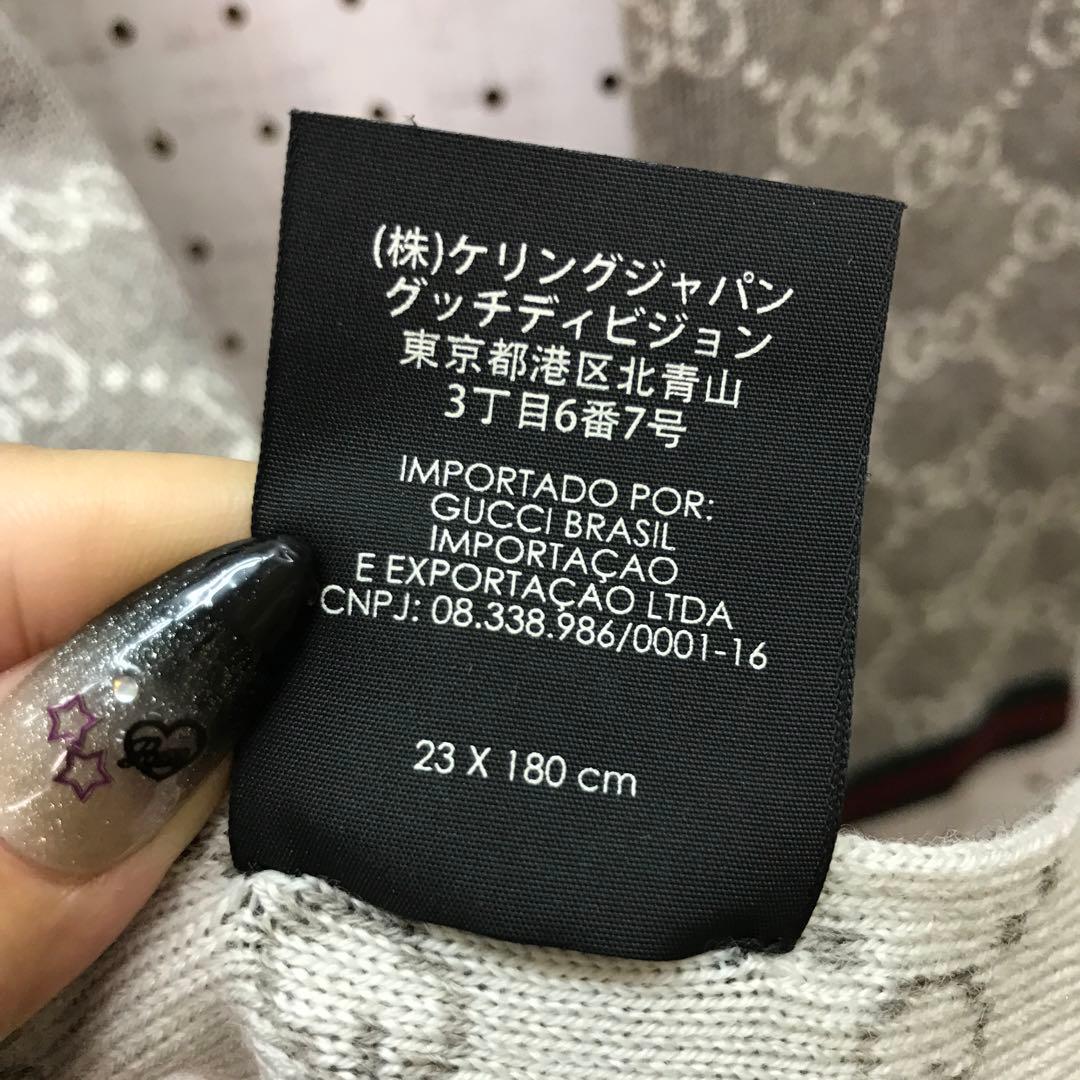 (株)ケリングジャパン
グッチディビジョン
東京都港区北青山
3丁目6番7号
IMPORTADO POR:
GUCCI BRASIL
IMPORTAÇAO
E EXPORTAÇAO LTDA
CNPJ: 08.338.986/0001-16
23 X 180 cm